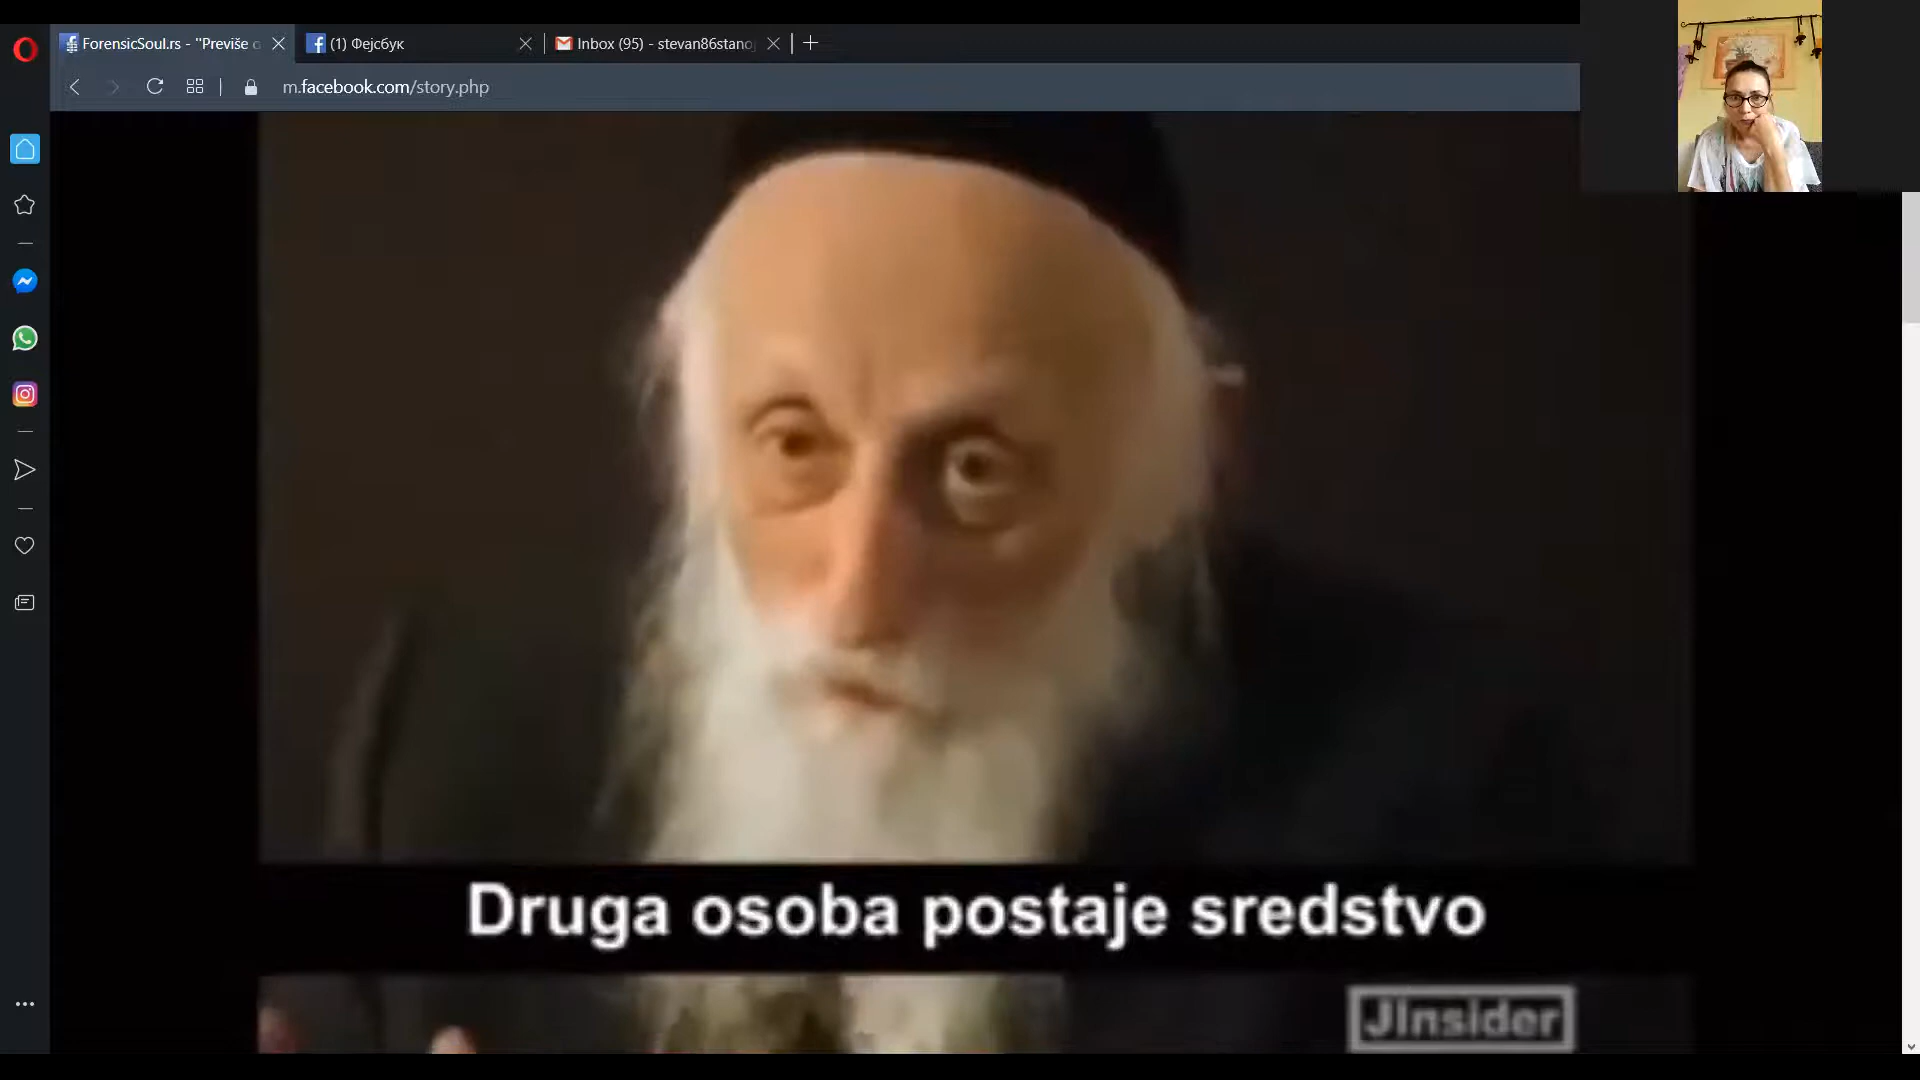 ForensicSoul.rs - "Previše
(1) Фејсбук
Inbox (95) - stevan86stano
m.facebook.com/story.php
Druga osoba postaje sredstvo
JInsider